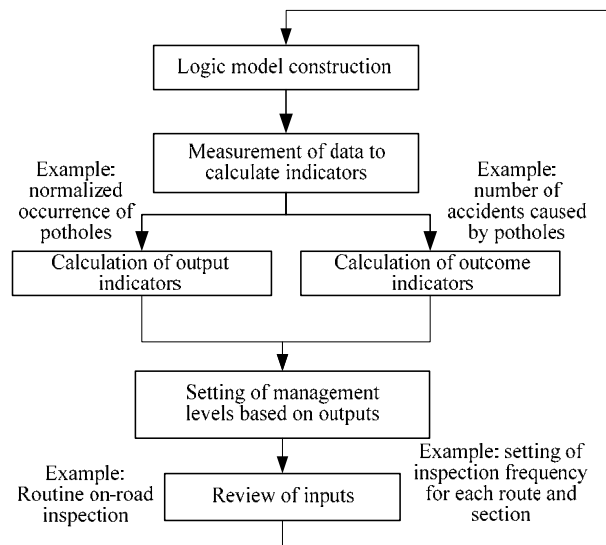 Logic model construction
Measurement of data to
calculate indicators
Example:
normalized
occurrence of
potholes
Example:
number of
accidents caused
by potholes
Calculation of output
indicators
Calculation of outcome
indicators
Setting of management
levels based on outputs
Example:
Routine on-road
inspection
Review of inputs
Example: setting of
inspection frequency
for each route and
section